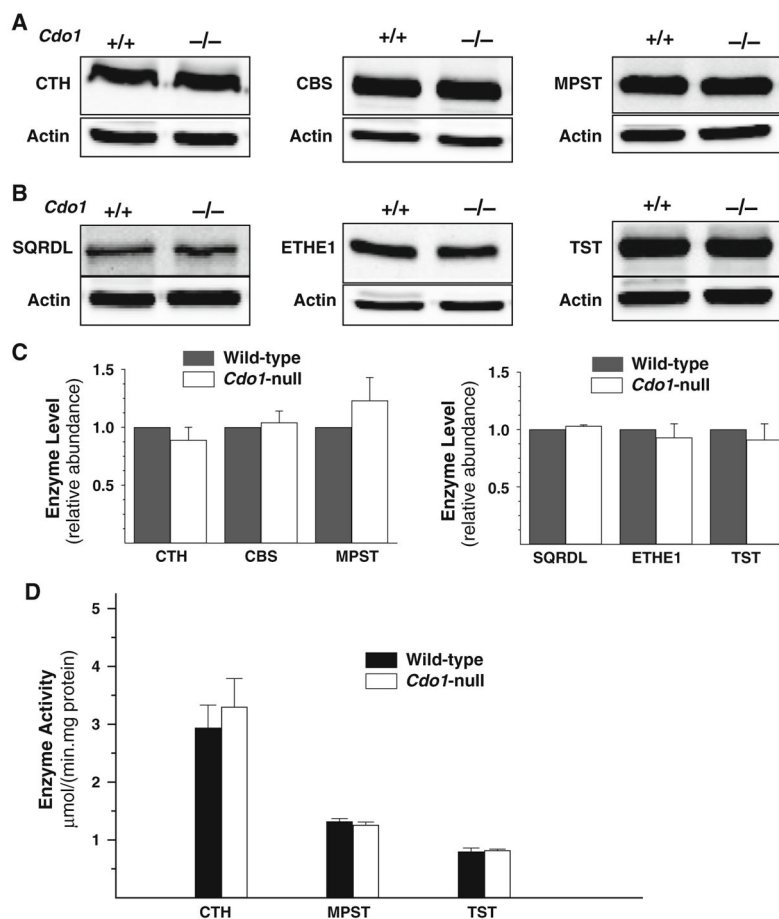 A
Cdo1 +/+ –/– +/+ –/– +/+ –/–
CTH CBS MPST
Actin Actin Actin
B
Cdo1 +/+ –/– +/+ –/– +/+ –/–
SQRDL ETHE1 TST
Actin Actin Actin
C
Wild-type
Cdo1-null
Enzyme Level
(relative abundance)
1.5
1.0
0.5
CTH CBS MPST
Wild-type
Cdo1-null
Enzyme Level
(relative abundance)
1.5
1.0
0.5
SQRDL ETHE1 TST
D
Enzyme Activity
µmol/(min.mg protein)
5
4
3
2
1
Wild-type
Cdo1-null
CTH MPST TST